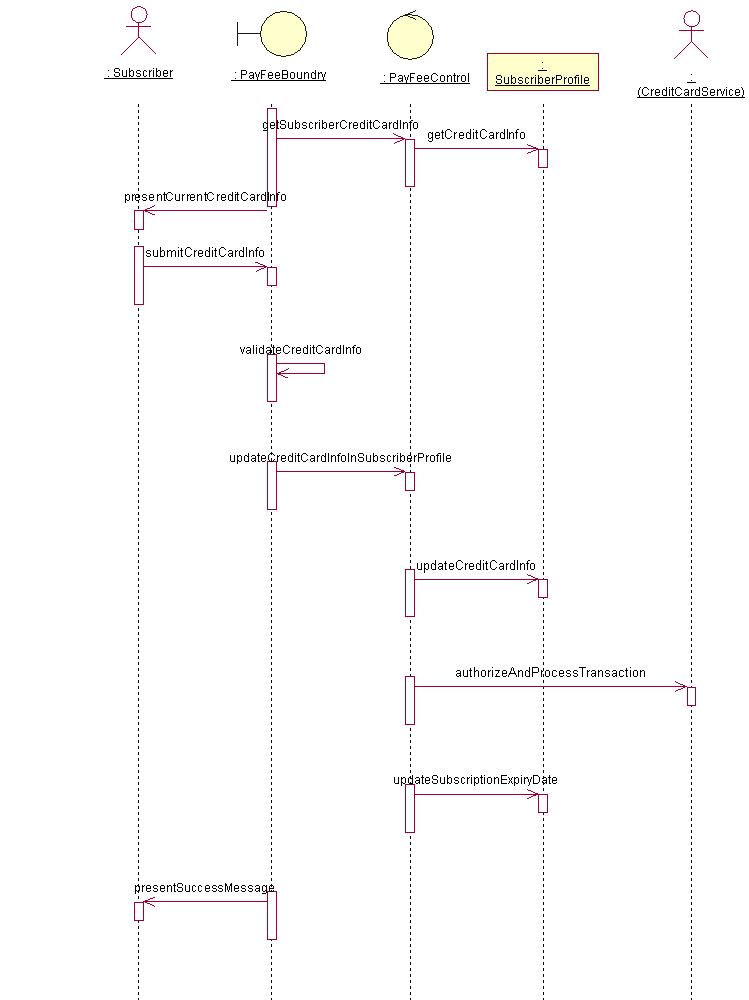 : Subscriber
: PayFeeBoundry
: PayFeeControl
:
SubscriberProfile
:
(CreditCardService)
getSubscriberCreditCardInfo
getCreditCardInfo
presentCurrentCreditCardInfo
submitCreditCardInfo
validateCreditCardInfo
updateCreditCardInfoInSubscriberProfile
updateCreditCardInfo
authorizeAndProcessTransaction
updateSubscriptionExpiryDate
presentSuccessMessage